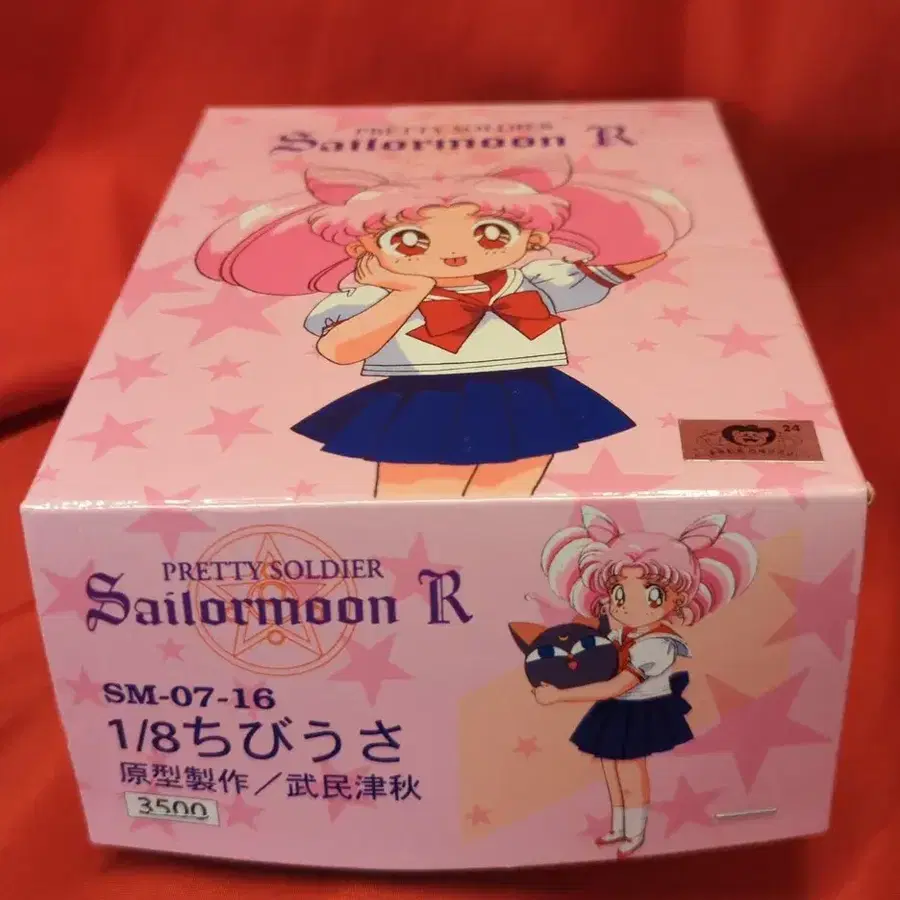 PRETTY SOLDIER
Sailormoon R
24
PRETTY SOLDIER
Sailormoon R
SM-07-16
1/8ちびうさ
原型製作／武民津秋
3500